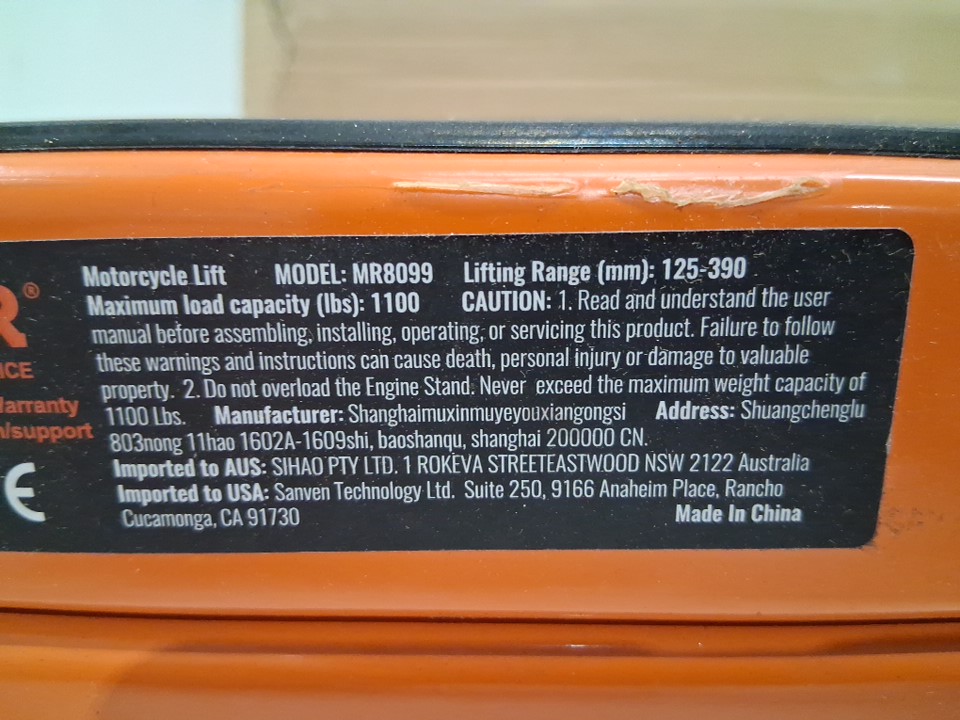 R®
ICE
Warranty
n/support
CE
Motorcycle Lift MODEL: MR8099 Lifting Range (mm): 125-390
Maximum load capacity (lbs): 1100 CAUTION: 1. Read and understand the user
manual before assembling, installing, operating, or servicing this product. Failure to follow
these warnings and instructions can cause death, personal injury or damage to valuable
property. 2. Do not overload the Engine Stand. Never exceed the maximum weight capacity of
1100 Lbs. Manufacturer: Shanghaimuxinmuyeyouxiangongsi Address: Shuangchenglu
803nong 11hao 1602A-1609shi, baoshanqu, shanghai 200000 CN.
Imported to AUS: SIHAO PTY LTD. 1 ROKEVA STREETEASTWOOD NSW 2122 Australia
Imported to USA: Sanven Technology Ltd. Suite 250, 9166 Anaheim Place, Rancho
Cucamonga, CA 91730 Made In China